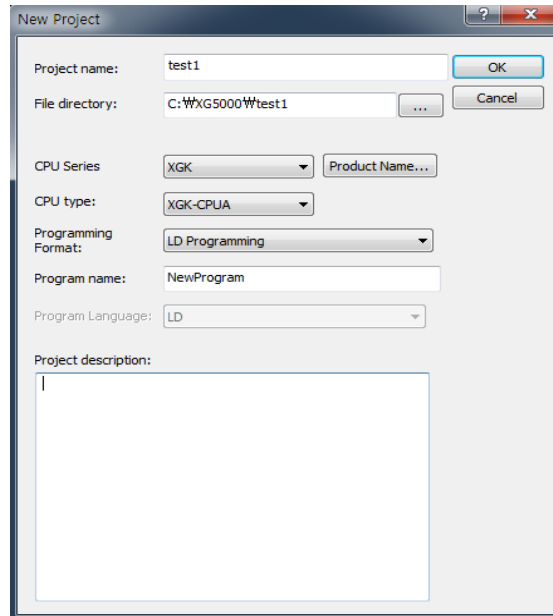 New Project
Project name: test1 OK
File directory: C:₩XG5000₩test1 ... Cancel
CPU Series XGK Product Name...
CPU type: XGK-CPUA
Programming
Format: LD Programming
Program name: NewProgram
Program Language: LD
Project description: